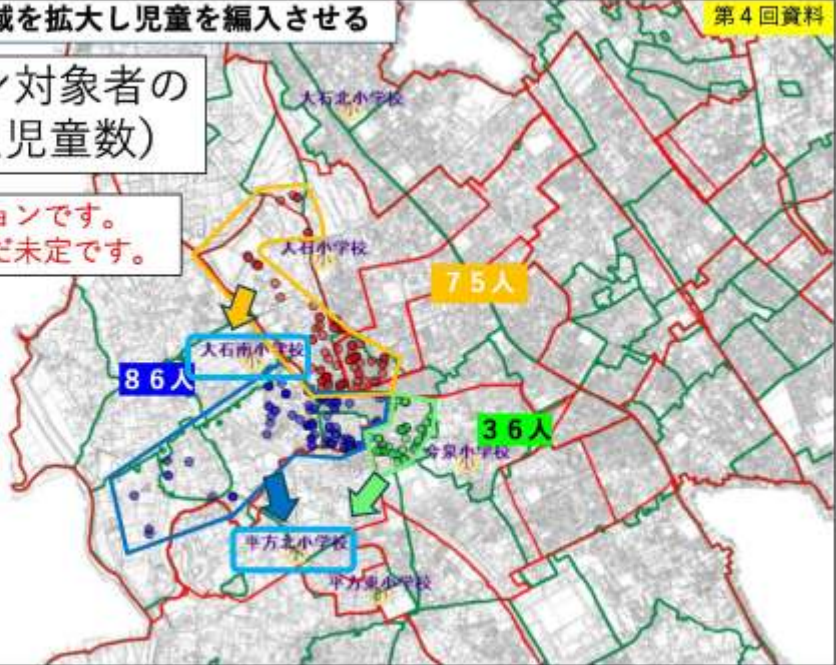 域を拡大し児童を編入させる
第４回資料
ン対象者の
児童数）
ョンです。
だ未定です。
大石北小学校
大石小学校
７５人
大石南小学校
８６人
３６人
今泉小学校
平方北小学校
平方東小学校